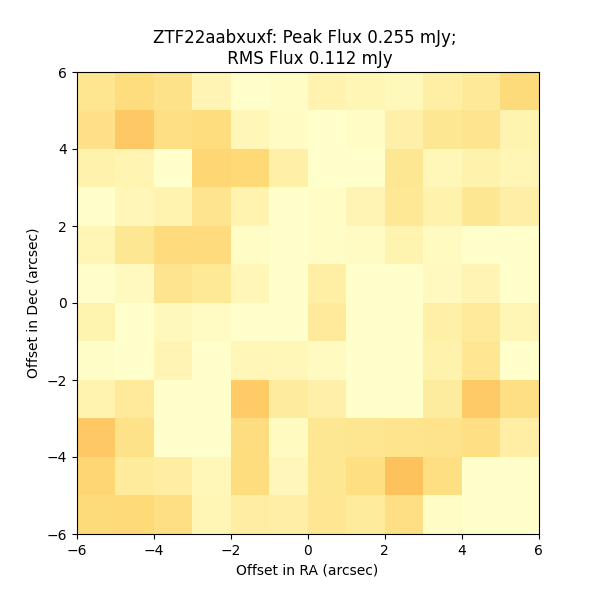 ZTF22aabxuxf: Peak Flux 0.255 mJy;
RMS Flux 0.112 mJy
6
4
2
0
−2
−4
−6
Offset in Dec (arcsec)
−6 −4 −2 0 2 4 6
Offset in RA (arcsec)